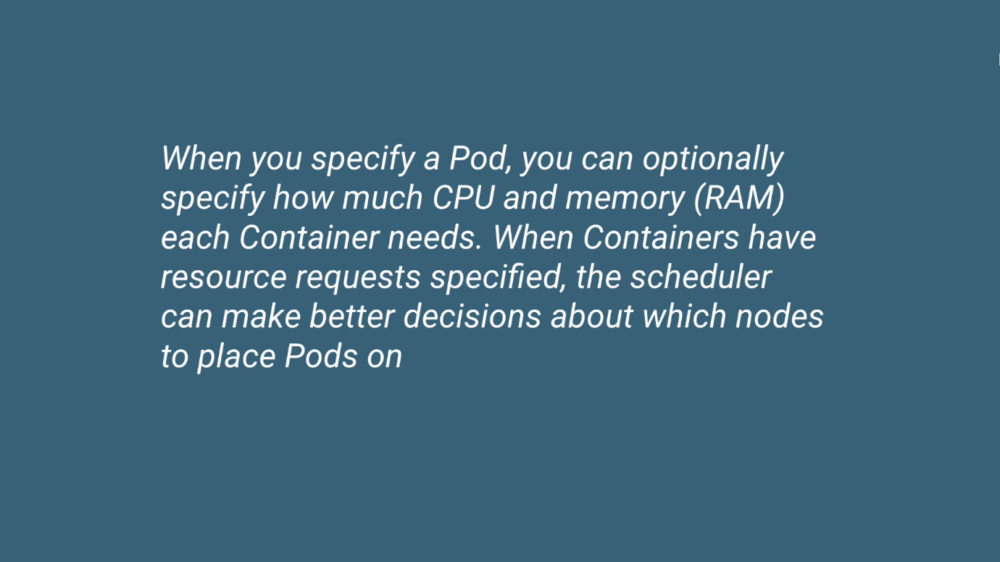 When you specify a Pod, you can optionally
specify how much CPU and memory (RAM)
each Container needs. When Containers have
resource requests specified, the scheduler
can make better decisions about which nodes
to place Pods on